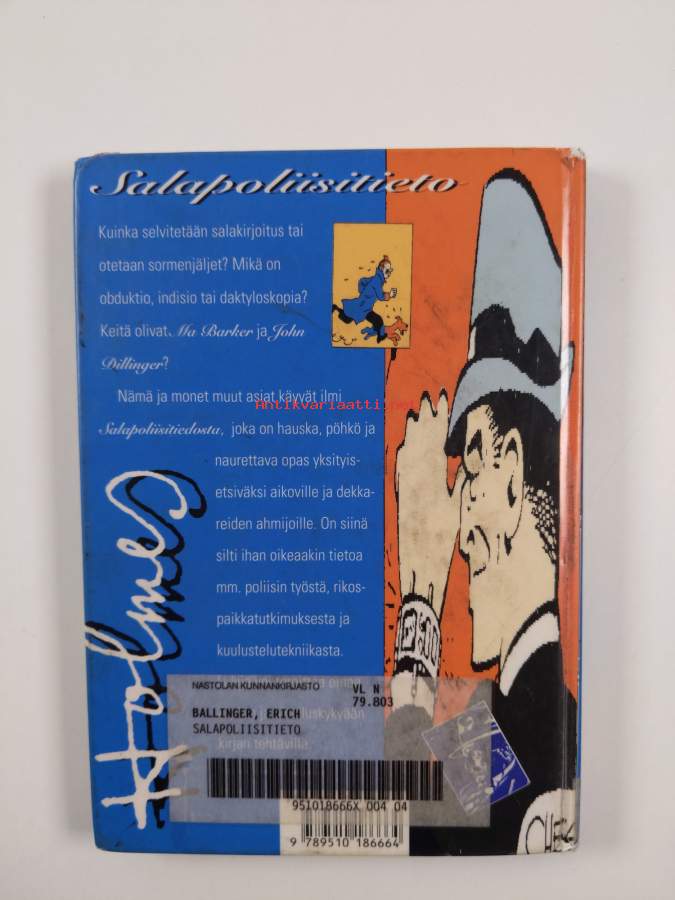 Salapoliisitieto
Kuinka selvitetään salakirjoitus tai
otetaan sormenjäljet? Mikä on
obduktio, indisio tai daktyloskopia?
Keitä olivat Ma Barker ja John
Dillinger?
Nämä ja monet muut asiat käyvät ilmi
Antikvariaatti.net
Salapoliisitiedosta, joka on hauska, pöhkö ja
naurettava opas yksityis-
etsiväksi aikoville ja dekka-
reiden ahmijoille. On siinä
silti ihan oikeaakin tietoa
mm. poliisin työstä, rikos-
paikkatutkimuksesta ja
kuulustelutekniikasta.
Holmes
NASTOLAN KUNNANKIRJASTO
VL N
79.803
BALLINGER, ERICH
SALAPOLIISITIETO
kirjan tehtävillä
951018666X 004 04
9 789510 186664